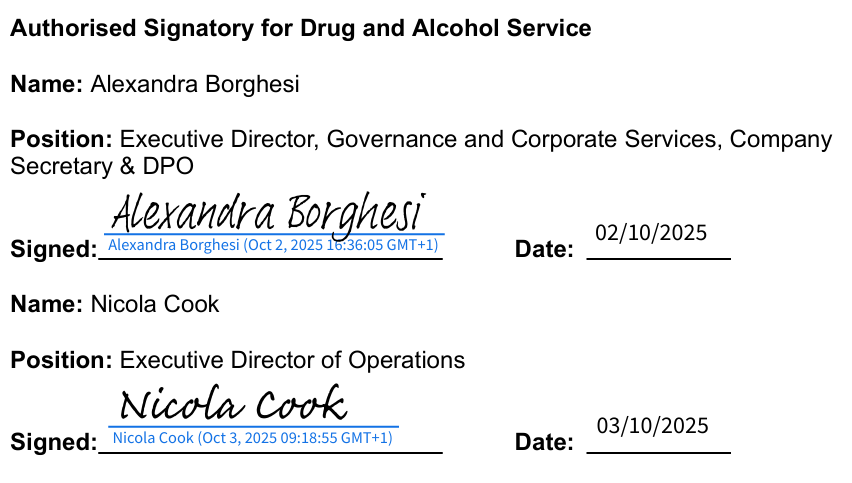 Authorised Signatory for Drug and Alcohol Service
Name: Alexandra Borghesi
Position: Executive Director, Governance and Corporate Services, Company
Secretary & DPO
Alexandra Borghesi
Signed: Alexandra Borghesi (Oct 2, 2025 16:36:05 GMT+1) Date: 02/10/2025
Name: Nicola Cook
Position: Executive Director of Operations
Nicola Cook
Signed: Nicola Cook (Oct 3, 2025 09:18:55 GMT+1) Date: 03/10/2025